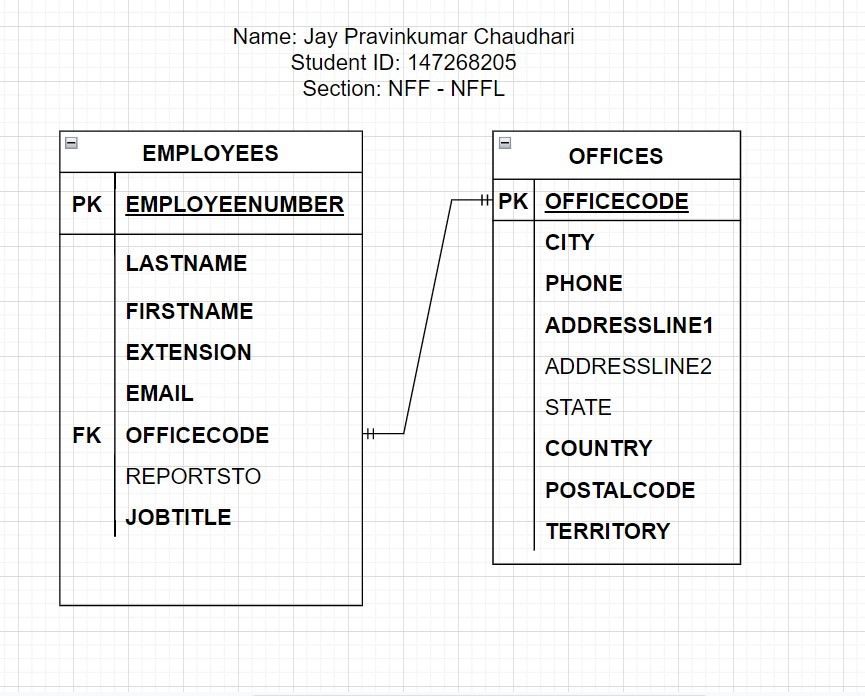 Name: Jay Pravinkumar Chaudhari
Student ID: 147268205
Section: NFF - NFFL
EMPLOYEES
PK EMPLOYEENUMBER
LASTNAME
FIRSTNAME
EXTENSION
EMAIL
FK OFFICECODE
REPORTSTO
JOBTITLE
OFFICES
PK OFFICECODE
CITY
PHONE
ADDRESSLINE1
ADDRESSLINE2
STATE
COUNTRY
POSTALCODE
TERRITORY